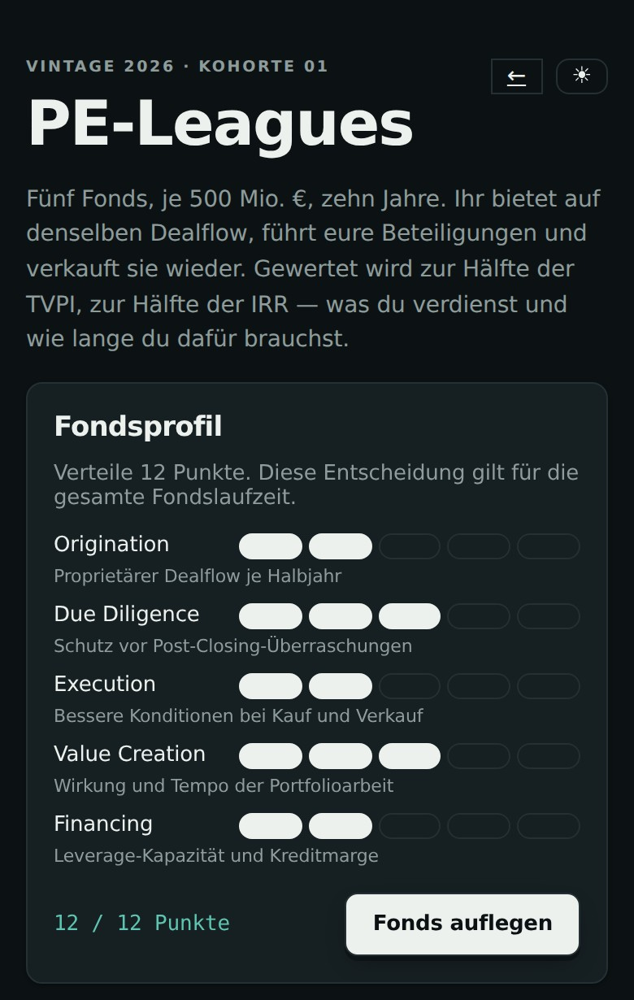 VINTAGE 2026 · KOHORTE 01
←
☀
PE-Leagues
Fünf Fonds, je 500 Mio. €, zehn Jahre. Ihr bietet auf
denselben Dealflow, führt eure Beteiligungen und
verkauft sie wieder. Gewertet wird zur Hälfte der
TVPI, zur Hälfte der IRR — was du verdienst und
wie lange du dafür brauchst.
Fondsprofil
Verteile 12 Punkte. Diese Entscheidung gilt für die
gesamte Fondslaufzeit.
Origination
Proprietärer Dealflow je Halbjahr
Due Diligence
Schutz vor Post-Closing-Überraschungen
Execution
Bessere Konditionen bei Kauf und Verkauf
Value Creation
Wirkung und Tempo der Portfolioarbeit
Financing
Leverage-Kapazität und Kreditmarge
12 / 12 Punkte
Fonds auflegen